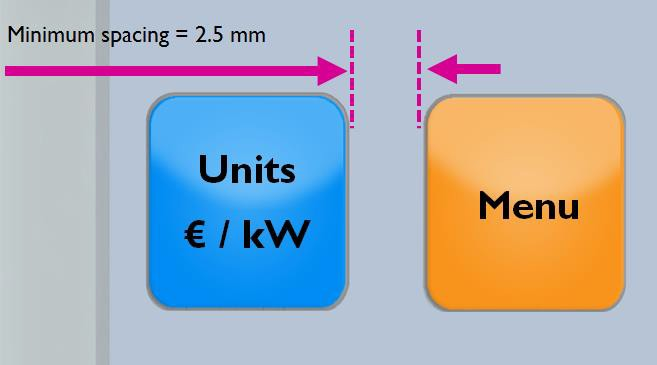 Minimum spacing = 2.5 mm
Units
€ / kW
Menu